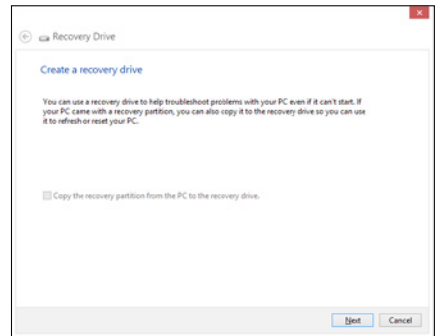 Recovery Drive
Create a recovery drive
You can use a recovery drive to help troubleshoot problems with your PC even if it can't start. If
your PC came with a recovery partition, you can also copy it to the recovery drive so you can use
it to refresh or reset your PC.
Copy the recovery partition from the PC to the recovery drive.
Next Cancel